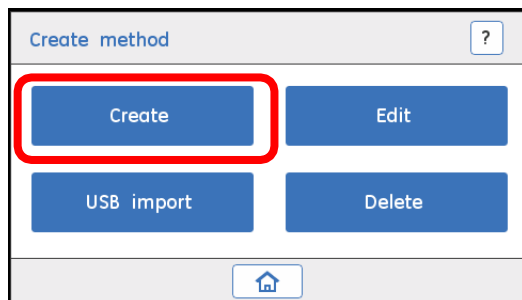 Create method
?
Create
Edit
USB import
Delete